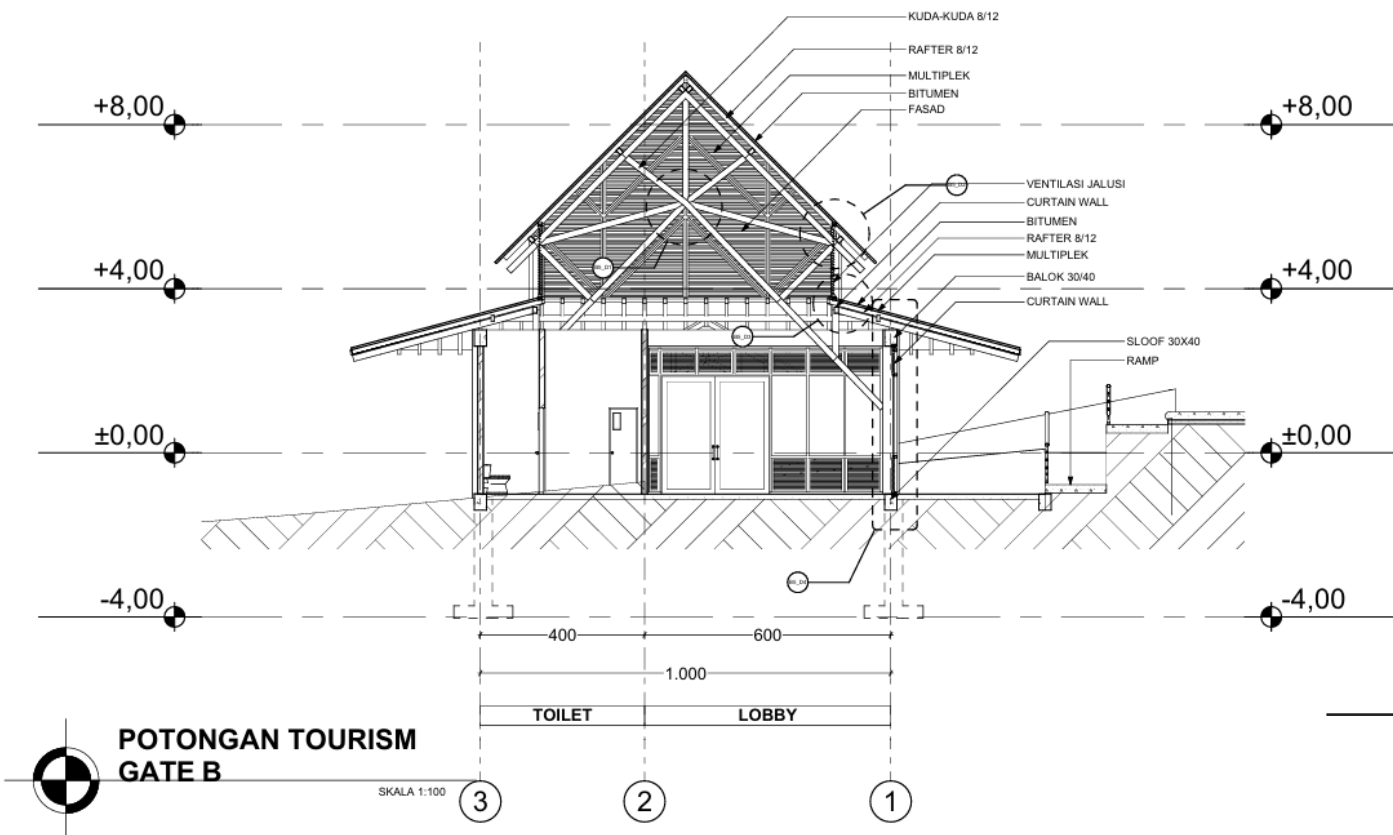 KUDA-KUDA 8/12
RAFTER 8/12
MULTIPLEK
BITUMEN
FASAD
+8,00
+8,00
VENTILASI JALUSI
CURTAIN WALL
BITUMEN
RAFTER 8/12
MULTIPLEK
BALOK 30/40
CURTAIN WALL
+4,00
+4,00
SLOOF 30X40
RAMP
±0,00
±0,00
-4,00
-4,00
400
600
1.000
TOILET
LOBBY
POTONGAN TOURISM
GATE B
SKALA 1:100
3
2
1